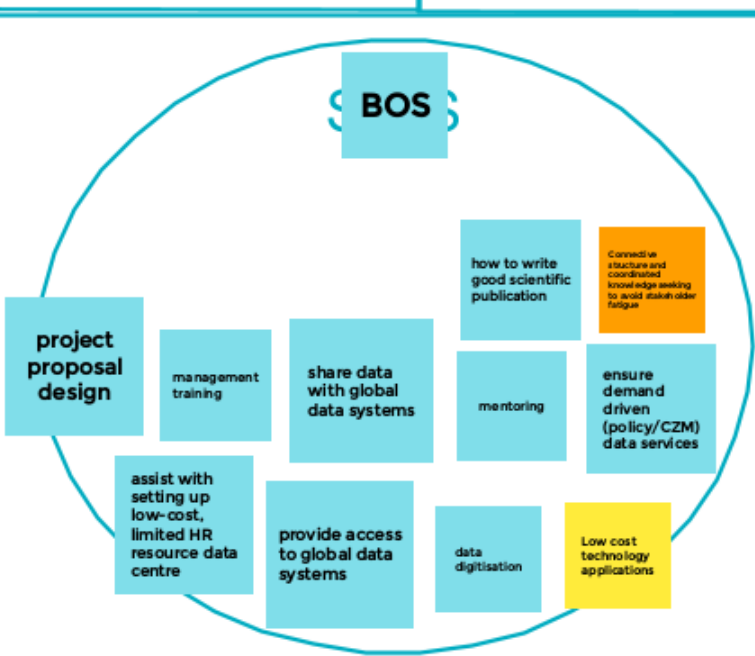 BOS
how to write
good scientific
publication
Connective
structure and
coordinated
knowledge seeking
to avoid stakeholder
fatigue
project
proposal
design
management
training
share data
with global
data systems
mentoring
ensure
demand
driven
(policy/CZM)
data services
assist with
setting up
low-cost,
limited HR
resource data
centre
provide access
to global data
systems
data
digitisation
Low cost
technology
applications